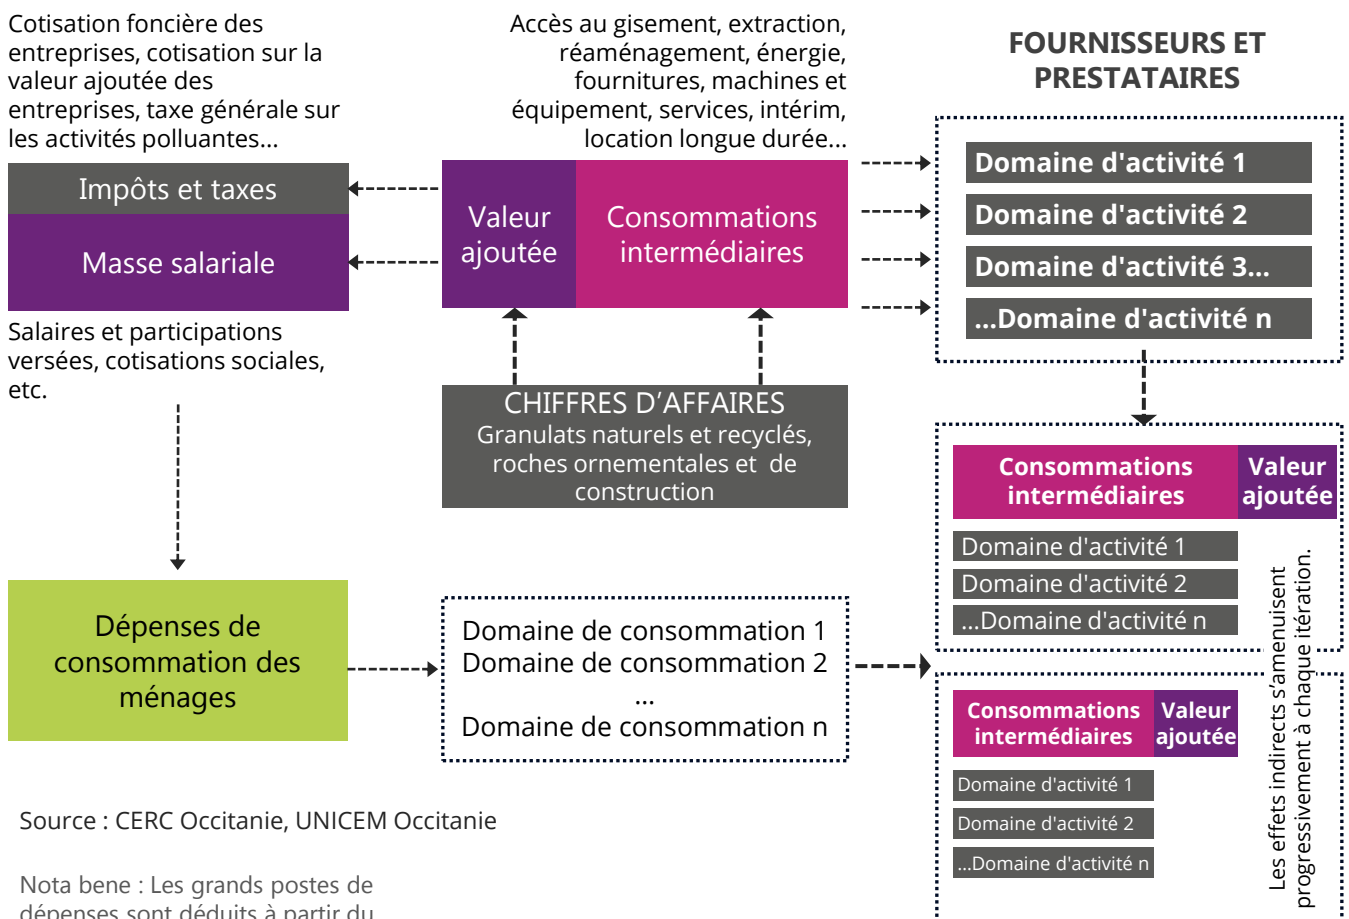 Cotisation foncière des
entreprises, cotisation sur la
valeur ajoutée des
entreprises, taxe générale sur
les activités polluantes...
Impôts et taxes
Masse salariale
Salaires et participations
versées, cotisations sociales,
etc.
Accès au gisement, extraction,
réaménagement, énergie,
fournitures, machines et
équipement, services, intérim,
location longue durée...
Valeur
ajoutée
Consommations
intermédiaires
CHIFFRES D’AFFAIRES
Granulats naturels et recyclés,
roches ornementales et de
construction
FOURNISSEURS ET
PRESTATAIRES
Domaine d'activité 1
Domaine d'activité 2
Domaine d'activité 3...
...Domaine d'activité n
Consommations
intermédiaires
Valeur
ajoutée
Domaine d'activité 1
Domaine d'activité 2
...Domaine d'activité n
Dépenses de
consommation des
ménages
Domaine de consommation 1
Domaine de consommation 2
...
Domaine de consommation n
Consommations
intermédiaires
Valeur
ajoutée
Domaine d'activité 1
Domaine d'activité 2
...Domaine d'activité n
Les effets indirects s’amenuisent
progressivement à chaque itération.
Source : CERC Occitanie, UNICEM Occitanie
Nota bene : Les grands postes de
dépenses sont déduits à partir du